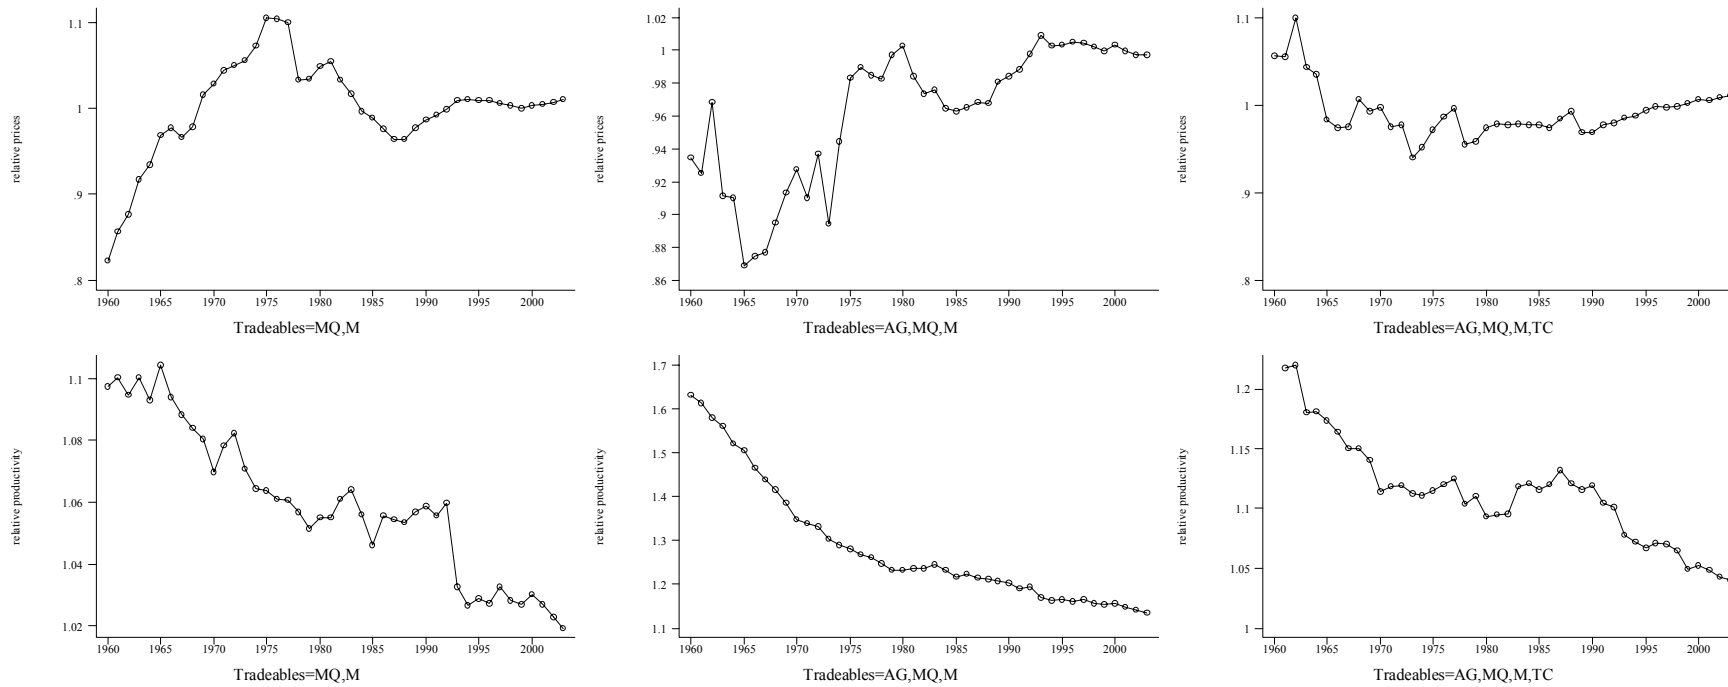 1.1
1
.9
.8
relative prices
1960 1965 1970 1975 1980 1985 1990 1995 2000
Tradeables=MQ,M
1.02
1
.98
.96
.94
.92
.9
.88
.86
relative prices
1960 1965 1970 1975 1980 1985 1990 1995 2000
Tradeables=AG,MQ,M
1.1
1
.9
.8
relative prices
1960 1965 1970 1975 1980 1985 1990 1995 2000
Tradeables=AG,MQ,M,TC
1.1
1.08
1.06
1.04
1.02
relative productivity
1960 1965 1970 1975 1980 1985 1990 1995 2000
Tradeables=MQ,M
1.7
1.6
1.5
1.4
1.3
1.2
1.1
relative productivity
1960 1965 1970 1975 1980 1985 1990 1995 2000
Tradeables=AG,MQ,M
1.2
1.15
1.1
1.05
1
relative productivity
1960 1965 1970 1975 1980 1985 1990 1995 2000
Tradeables=AG,MQ,M,TC